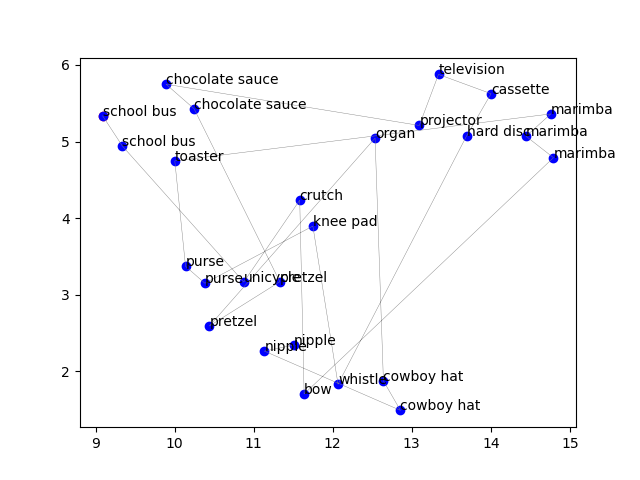 6
television
chocolate sauce
cassette
chocolate sauce
marimba
school bus
projector
organ
hard disc
marimba
5
school bus
toaster
marimba
crutch
4
knee pad
purse
purse
unicycle
pretzel
3
pretzel
nipple
nipple
2
whistle
cowboy hat
bow
cowboy hat
9 10 11 12 13 14 15